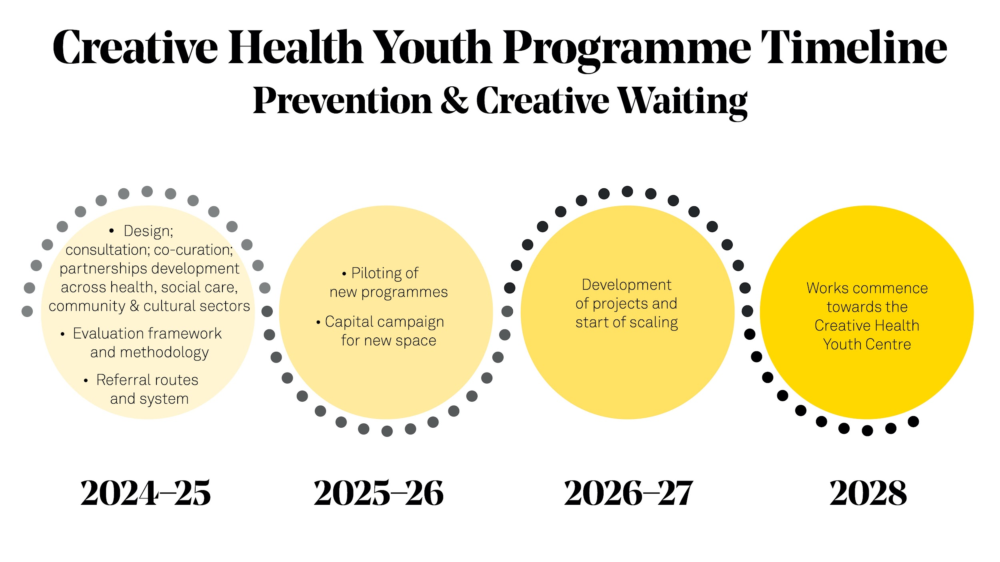 Creative Health Youth Programme Timeline
Prevention & Creative Waiting
• Design;
consultation; co-curation;
partnerships development
across health, social care,
community & cultural sectors
• Evaluation framework
and methodology
• Referral routes
and system
• Piloting of
new programmes
• Capital campaign
for new space
Development
of projects and
start of scaling
Works commence
towards the
Creative Health
Youth Centre
2024–25
2025–26
2026–27
2028